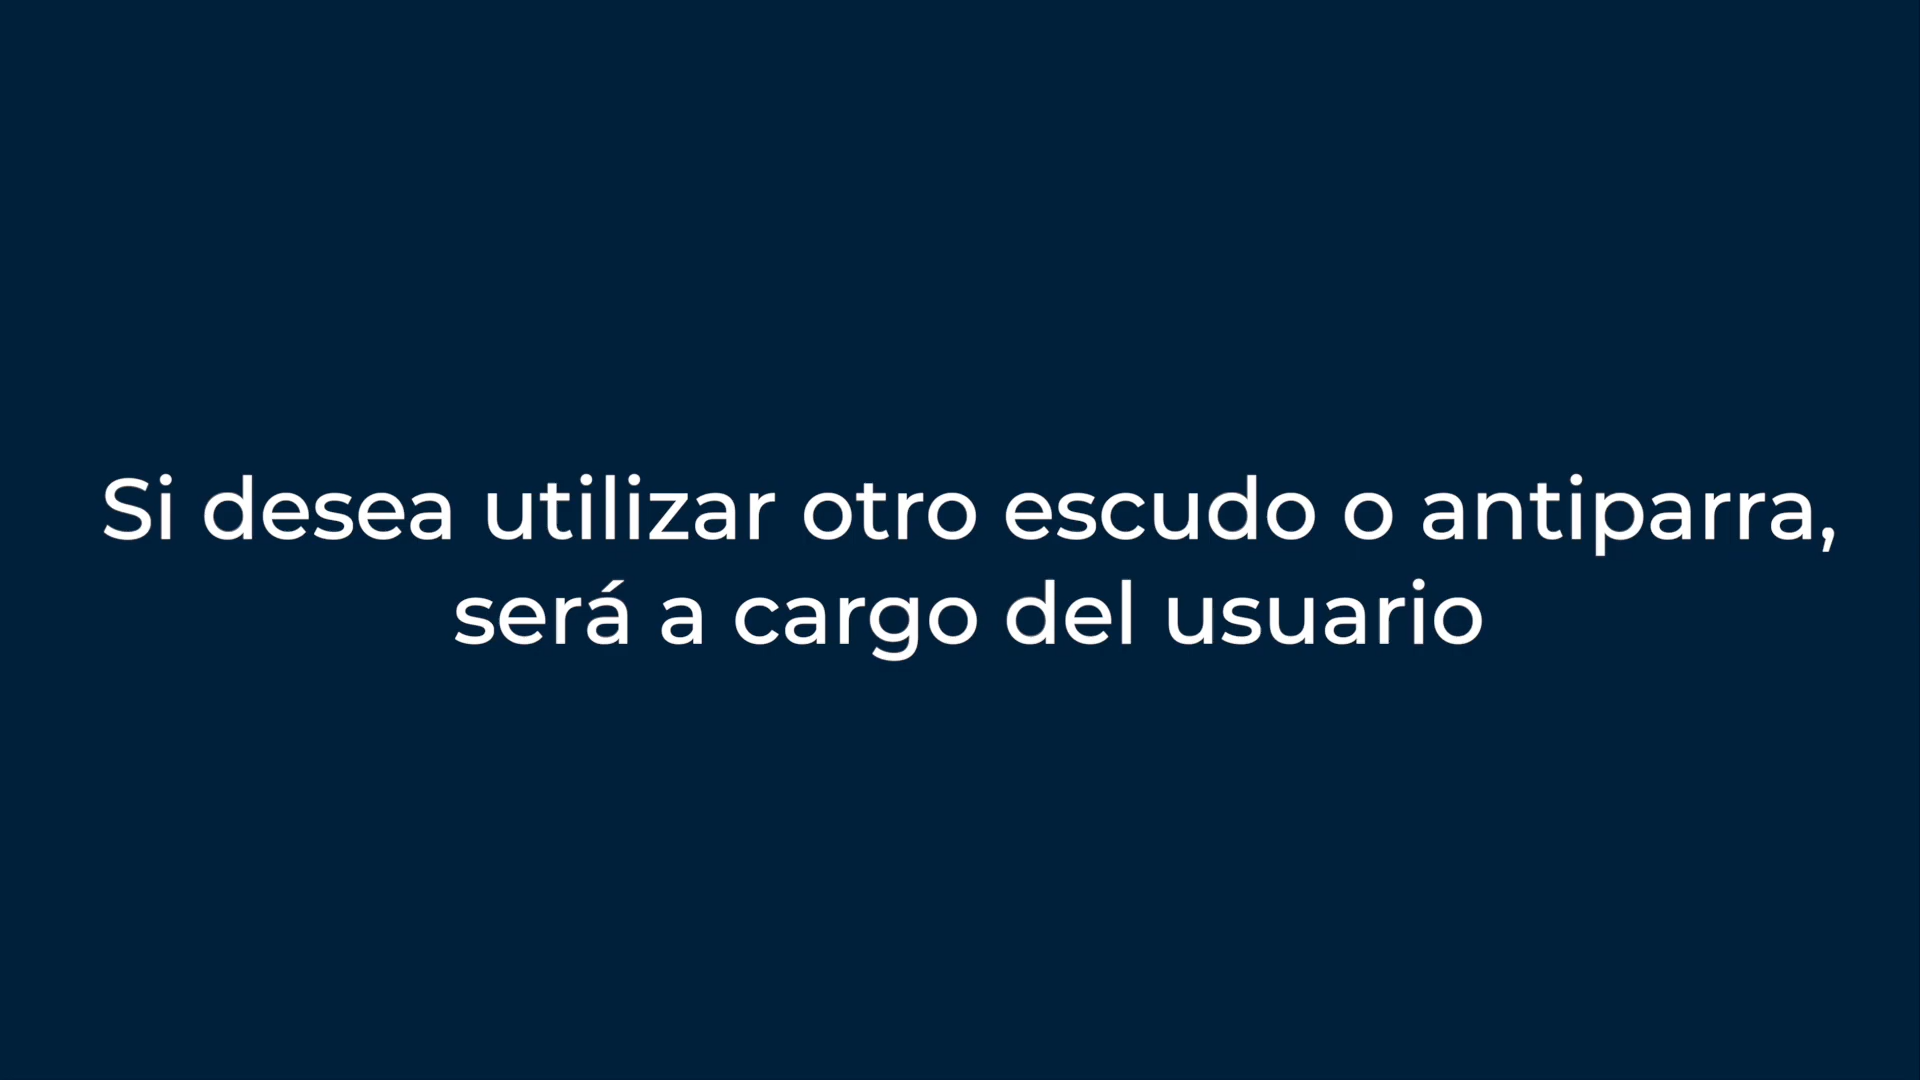 Si desea utilizar otro escudo o antiparra,
será a cargo del usuario